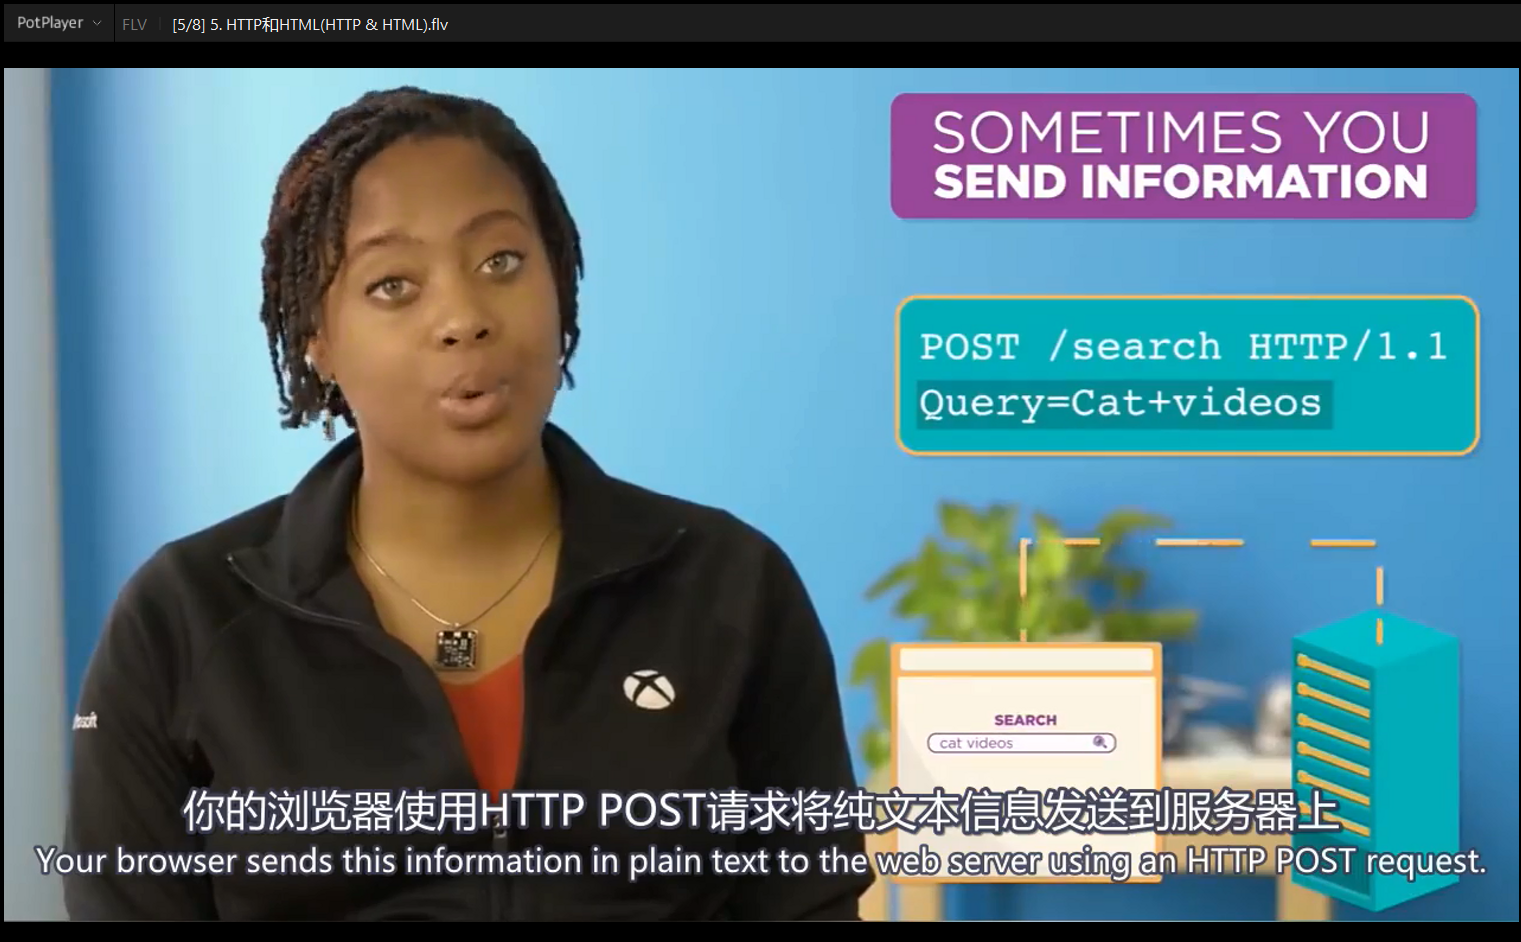 PotPlayer
FLV
[5/8] 5. HTTP和HTML(HTTP & HTML).flv
SOMETIMES YOU
SEND INFORMATION
POST /search HTTP/1.1
Query=Cat+videos
SEARCH
cat videos
你的浏览器使用HTTP POST请求将纯文本信息发送到服务器上
Your browser sends this information in plain text to the web server using an HTTP POST request.